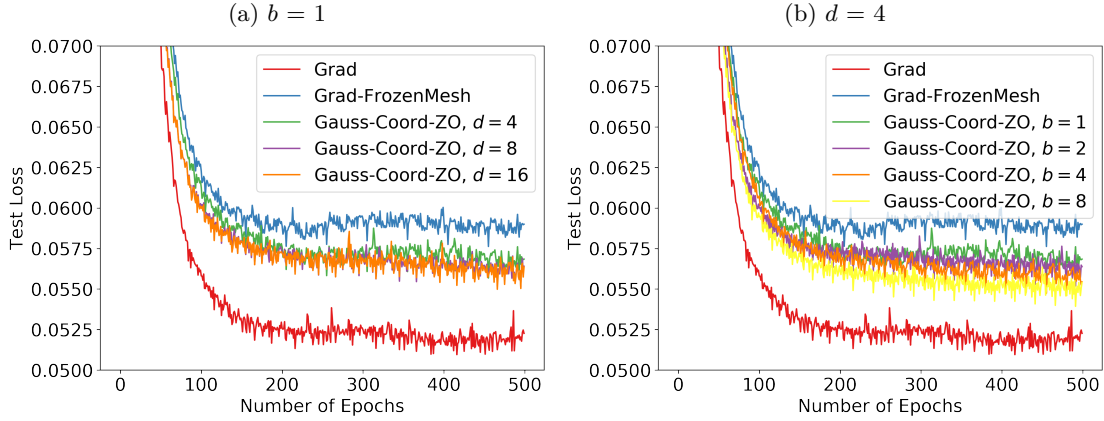 (a) b = 1
0.0700
0.0675
0.0650
0.0625
0.0600
0.0575
0.0550
0.0525
0.0500
Test Loss
Grad
Grad-FrozenMesh
Gauss-Coord-ZO, d = 4
Gauss-Coord-ZO, d = 8
Gauss-Coord-ZO, d = 16
0 100 200 300 400 500
Number of Epochs
(b) d = 4
0.0700
0.0675
0.0650
0.0625
0.0600
0.0575
0.0550
0.0525
0.0500
Test Loss
Grad
Grad-FrozenMesh
Gauss-Coord-ZO, b = 1
Gauss-Coord-ZO, b = 2
Gauss-Coord-ZO, b = 4
Gauss-Coord-ZO, b = 8
0 100 200 300 400 500
Number of Epochs